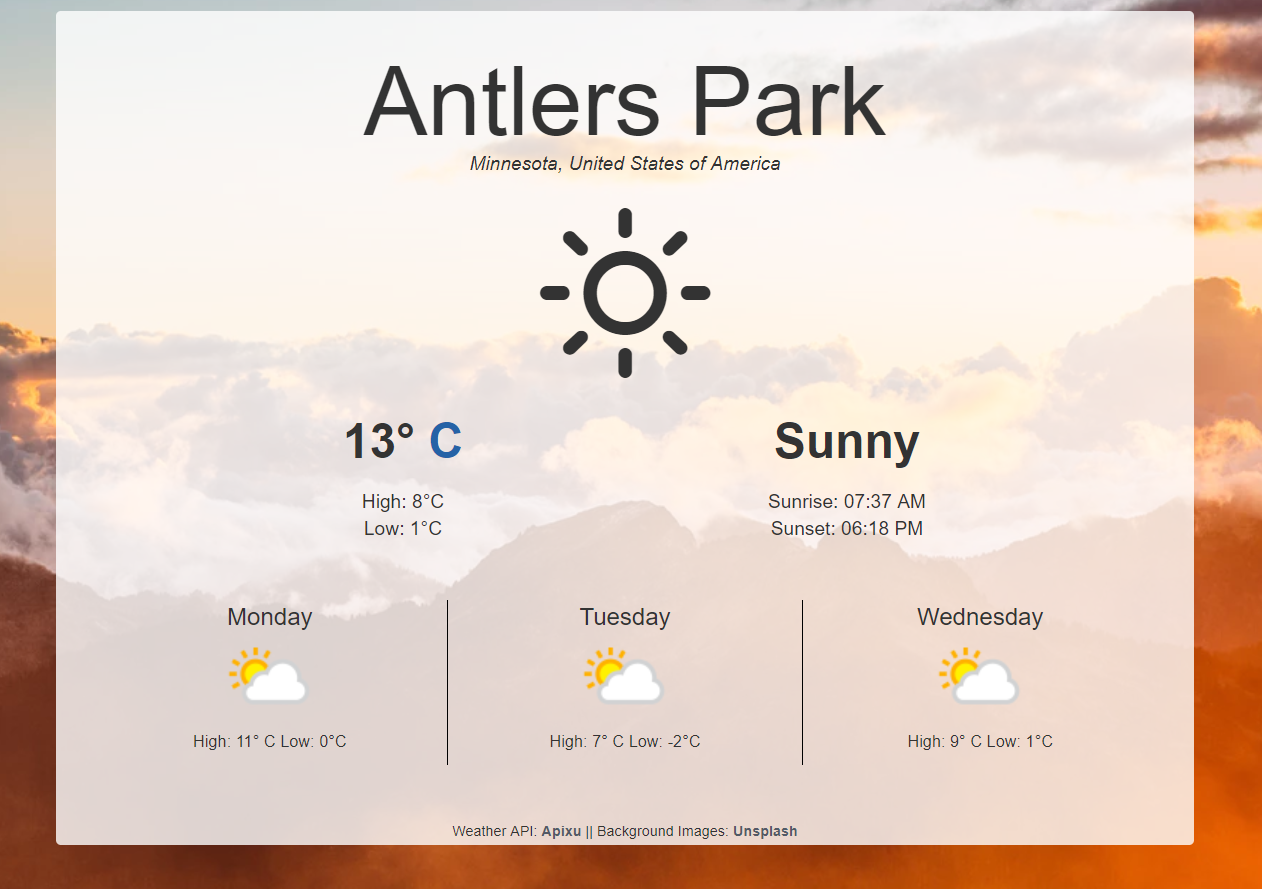 Antlers Park
Minnesota, United States of America
13° C
Sunny
High: 8°C
Low: 1°C
Sunrise: 07:37 AM
Sunset: 06:18 PM
Monday
High: 11° C Low: 0°C
Tuesday
High: 7° C Low: -2°C
Wednesday
High: 9° C Low: 1°C
Weather API: Apixu || Background Images: Unsplash